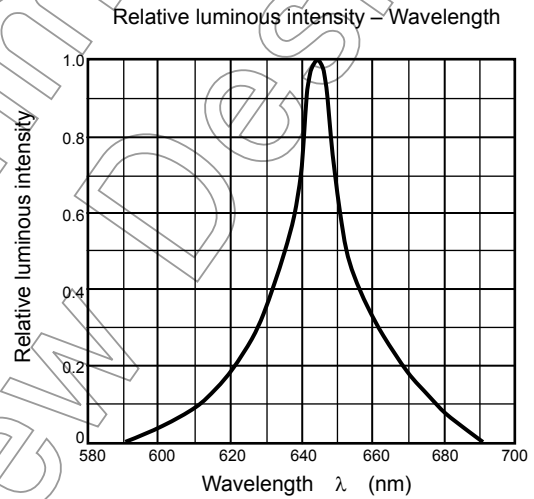 Relative luminous intensity – Wavelength
Relative luminous intensity
1.0
0.8
0.6
0.4
0.2
0
580 600 620 640 660 680 700
Wavelength λ (nm)